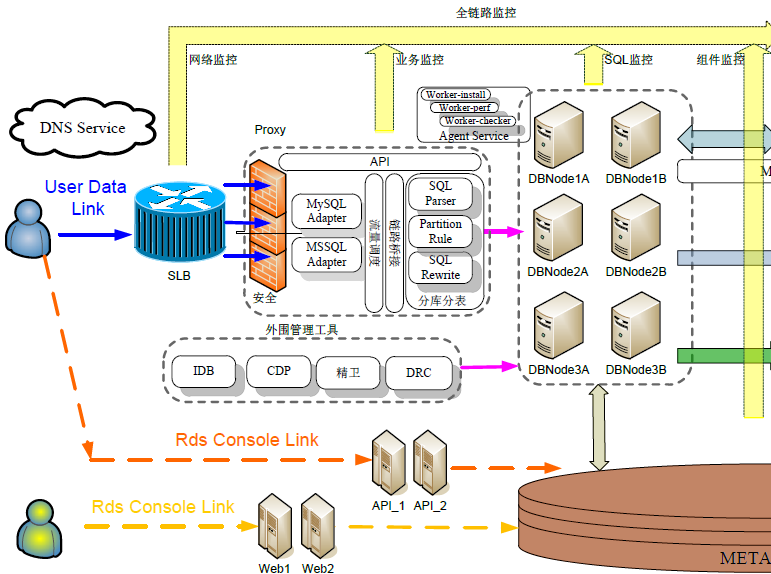 全链路监控
网络监控
业务监控
SQL监控
组件监控
Worker-install
Worker-perf
Worker-checker
Agent Service
DNS Service
Proxy
API
User Data
Link
SLB
安全
MySQL
Adapter
MSSQL
Adapter
流量调度
链路桥接
SQL
Parser
Partition
Rule
SQL
Rewrite
分库分表
DBNode1A
DBNode1B
M
DBNode2A
DBNode2B
DBNode3A
DBNode3B
外围管理工具
IDB
CDP
精卫
DRC
Rds Console Link
API_1
API_2
Rds Console Link
Web1
Web2
META